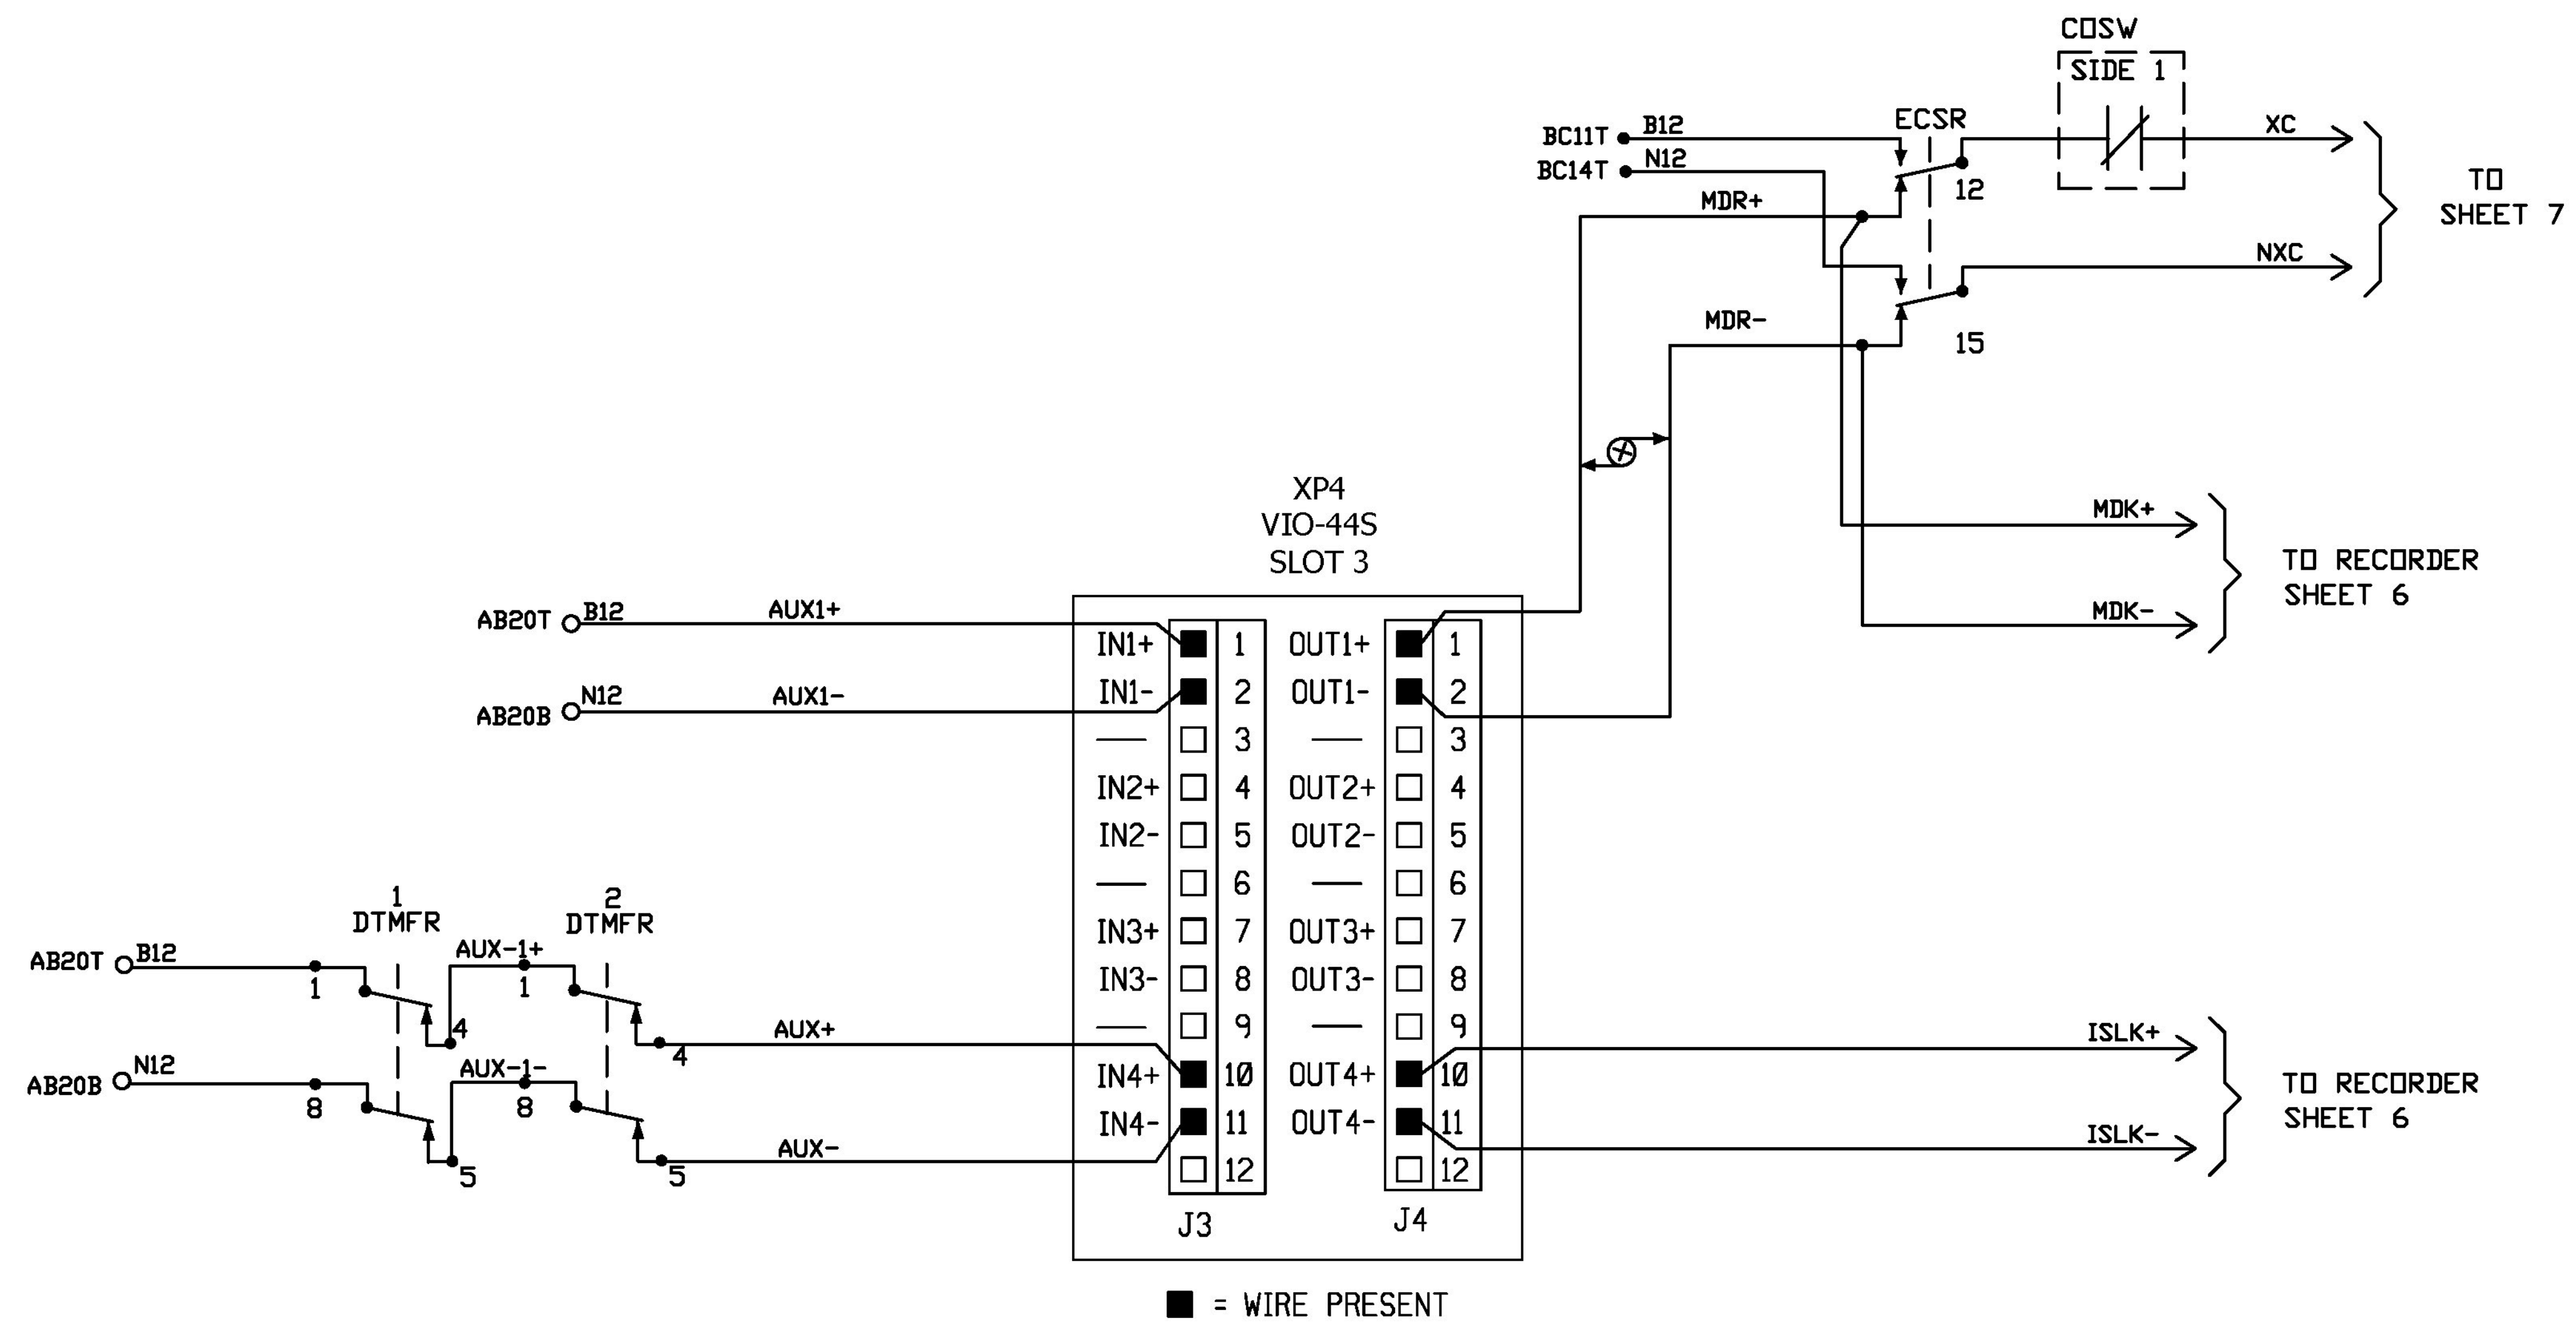 COSW
SIDE 1
ECSR
BC11T B12
BC14T N12
XC
12
MDR+
TO
SHEET 7
NXC
MDR-
15
XP4
VIO-44S
SLOT 3
MDK+
TO RECORDER
SHEET 6
MDK-
AB20T B12 AUX1+
AB20B N12 AUX1-
IN1+ 1 OUT1+ 1
IN1- 2 OUT1- 2
3 3
IN2+ 4 OUT2+ 4
IN2- 5 OUT2- 5
6 6
IN3+ 7 OUT3+ 7
IN3- 8 OUT3- 8
9 9
IN4+ 10 OUT4+ 10
IN4- 11 OUT4- 11
12 12
J3 J4
1
DTMFR
2
DTMFR
AB20T B12
1
AUX-1+
1
4
4
AUX+
AB20B N12
8
AUX-1-
8
5
5
AUX-
ISLK+
TO RECORDER
SHEET 6
ISLK-
= WIRE PRESENT